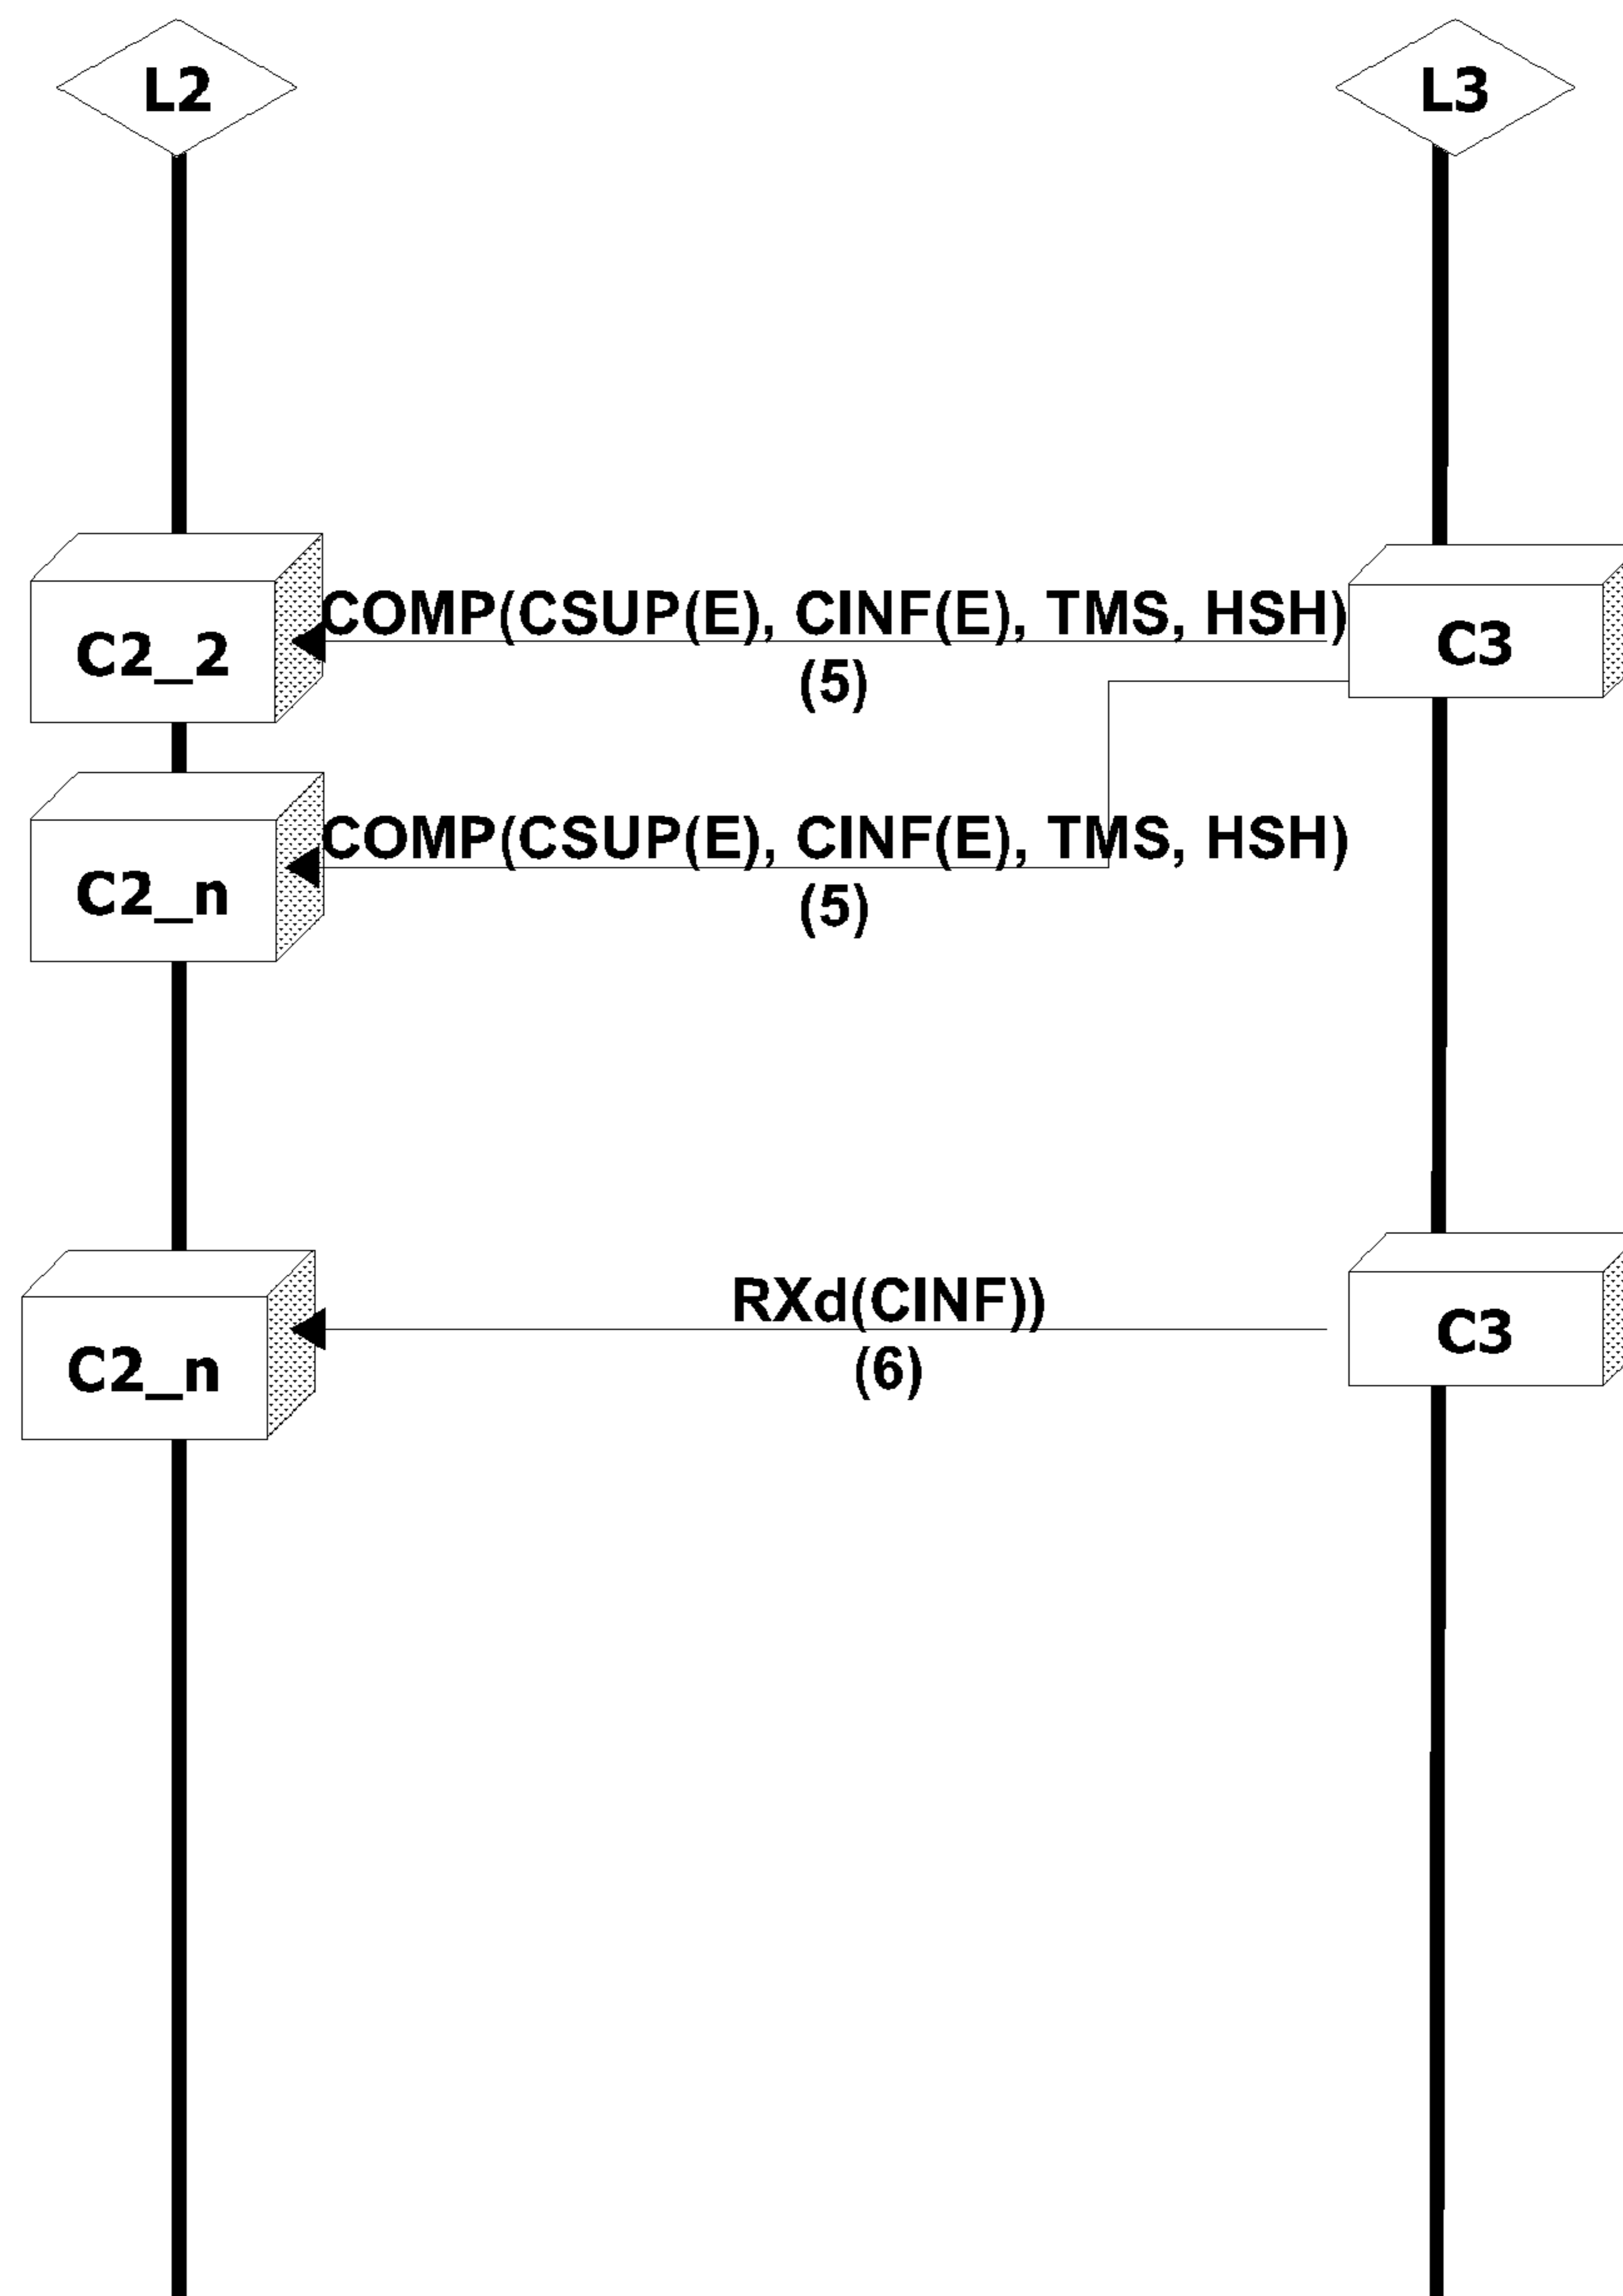 L2
L3
COMP(CSUP(E), CINF(E), TMS, HSH)
C2_2
C3
(5)
COMP(CSUP(E), CINF(E), TMS, HSH)
C2_n
(5)
RXd(CINF))
C3
C2_n
(6)